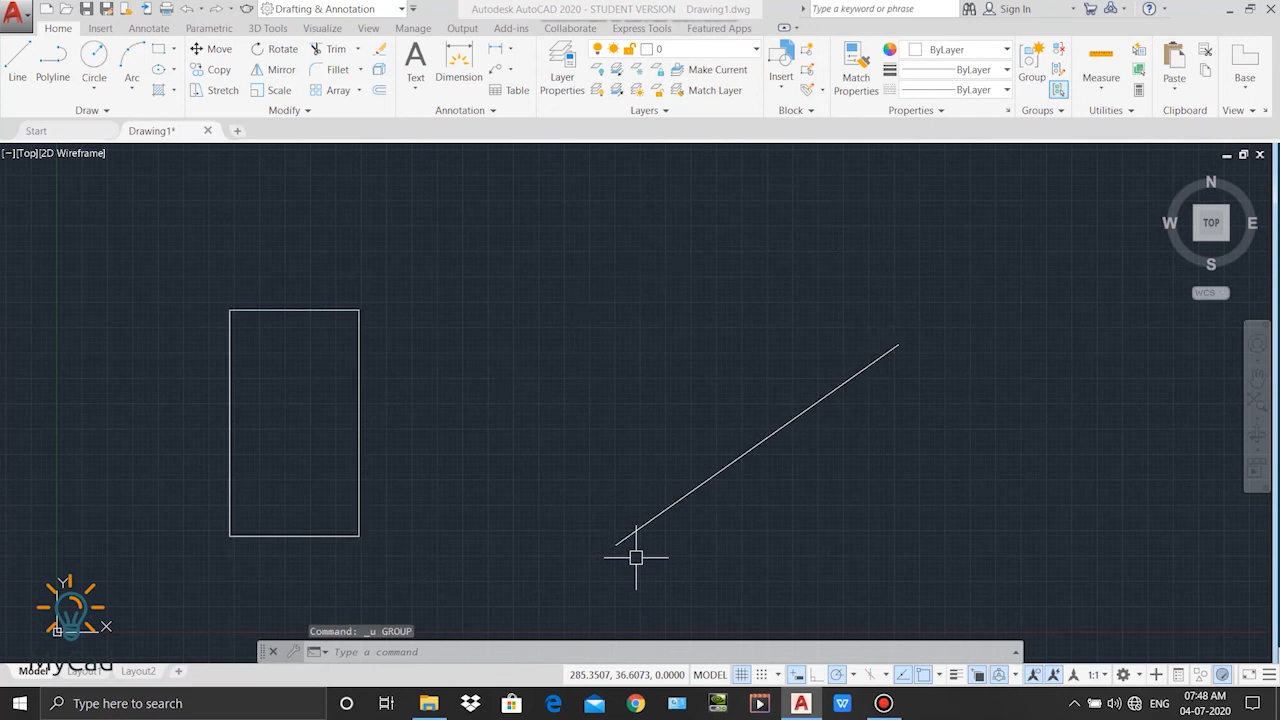 Drafting & Annotation
Autodesk AutoCAD 2020 - STUDENT VERSION Drawing1.dwg
Type a keyword or phrase
Sign In
Home Insert Annotate Parametric 3D Tools Visualize View Manage Output Add-ins Collaborate Express Tools Featured Apps
Line Polyline Circle Arc
Move Rotate Trim
Copy Mirror Fillet
Stretch Scale Array
Text Dimension Table
Layer Properties
0
Make Current
Match Layer
Insert
Match Properties
ByLayer
ByLayer
ByLayer
Group
Measure
Paste
Base
Draw Modify Annotation Layers Block Properties Groups Utilities Clipboard View
Start Drawing1*
[−][Top][2D Wireframe]
N
W TOP E
S
WCS
Y
X
Command: _u GROUP
Type a command
MyCad
Model Layout1 Layout2
285.3507, 36.6073, 0.0000 MODEL 1:1
Type here to search
ENG
07:48 AM
04-07-2020